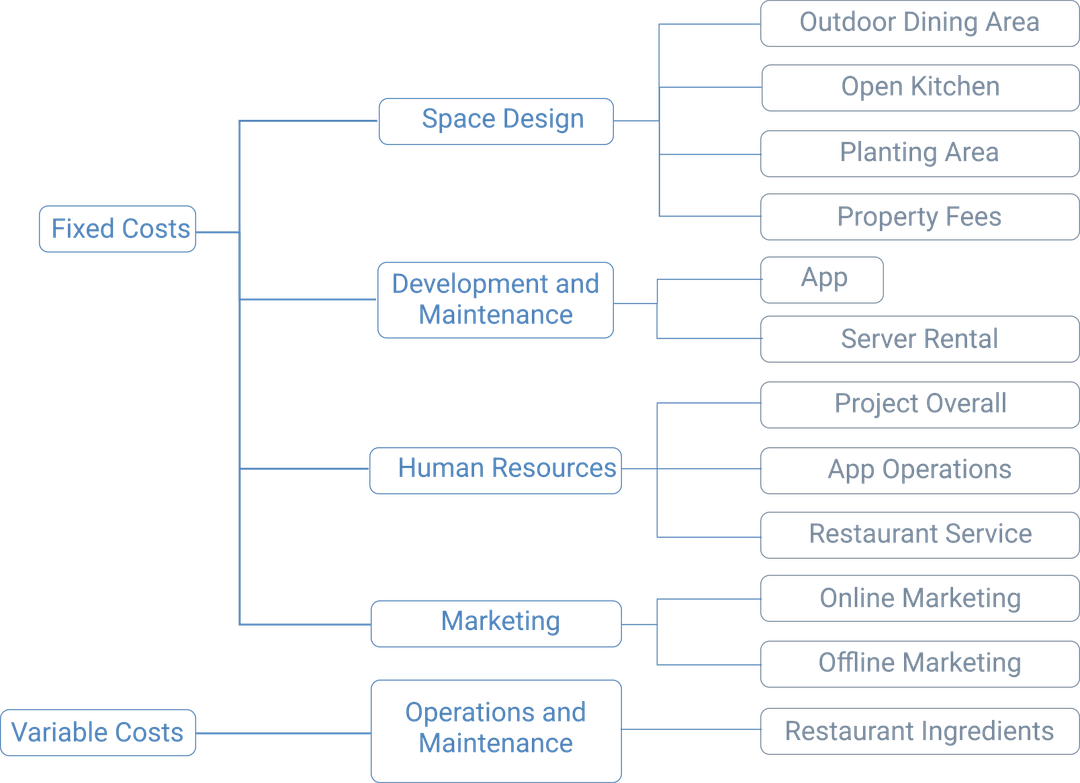 Fixed Costs
Space Design
Outdoor Dining Area
Open Kitchen
Planting Area
Property Fees
Development and
Maintenance
App
Server Rental
Human Resources
Project Overall
App Operations
Restaurant Service
Marketing
Online Marketing
Offline Marketing
Variable Costs
Operations and
Maintenance
Restaurant Ingredients